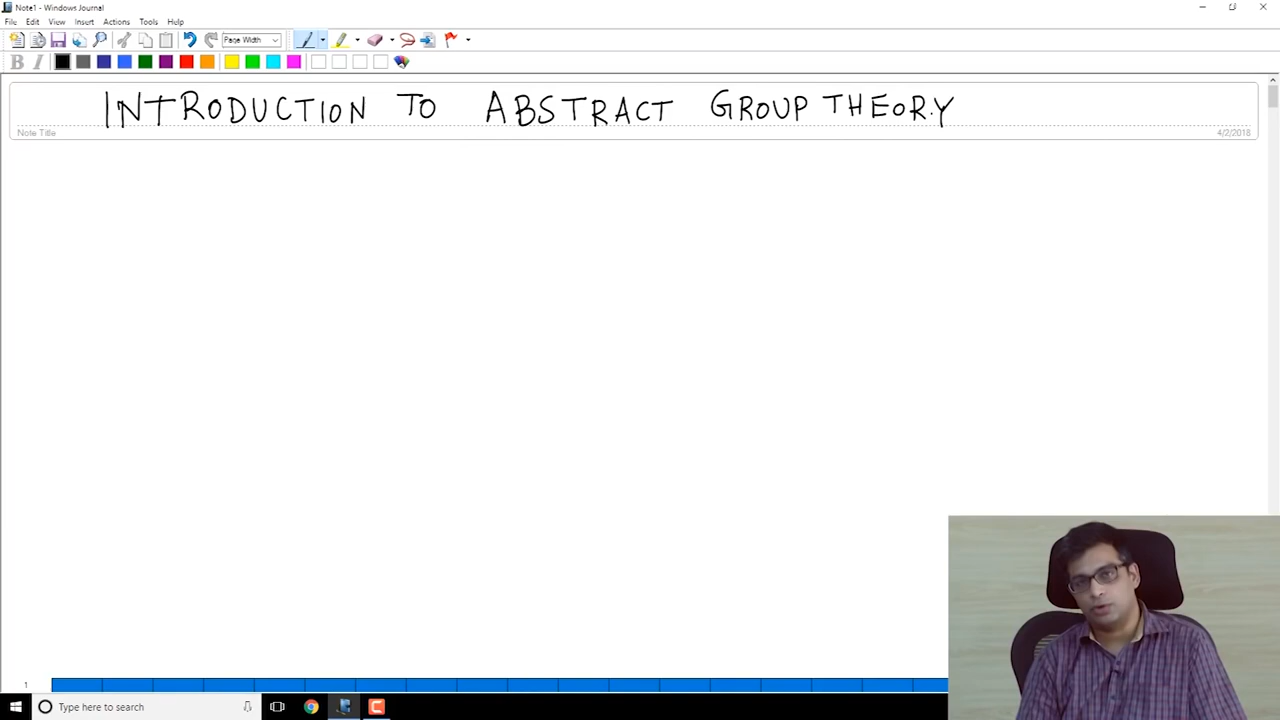 Note1 - Windows Journal
File Edit View Insert Actions Tools Help
Page Width
B I
INTRODUCTION TO ABSTRACT GROUP THEORY
Note Title
4/2/2018
1
Type here to search